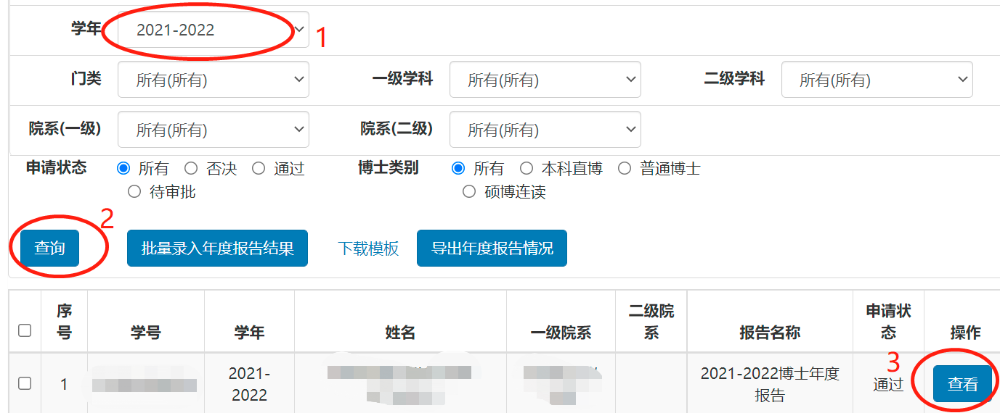 学年 2021-2022 1
门类 所有(所有) 一级学科 所有(所有) 二级学科 所有(所有)
院系(一级) 所有(所有) 院系(二级) 所有(所有)
申请状态 所有 否决 通过 博士类别 所有 本科直博 普通博士
待审批 硕博连读
2
查询 批量录入年度报告结果 下载模板 导出年度报告情况
序号 学号 学年 姓名 一级院系 二级院系 报告名称 申请状态 操作
1 2021-2022 2021-2022博士年度报告 通过 3 查看